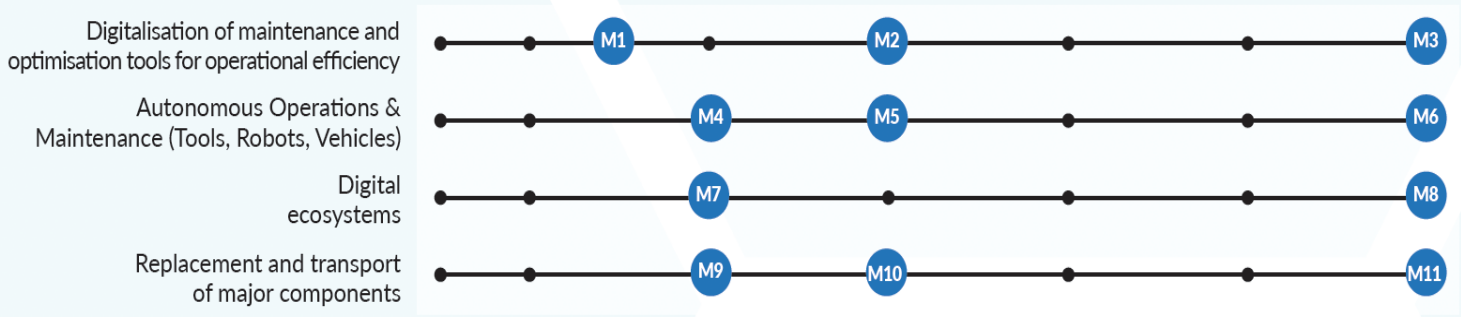 Digitalisation of maintenance and
optimisation tools for operational efficiency
M1
M2
M3
Autonomous Operations &
Maintenance (Tools, Robots, Vehicles)
M4
M5
M6
Digital
ecosystems
M7
M8
Replacement and transport
of major components
M9
M10
M11